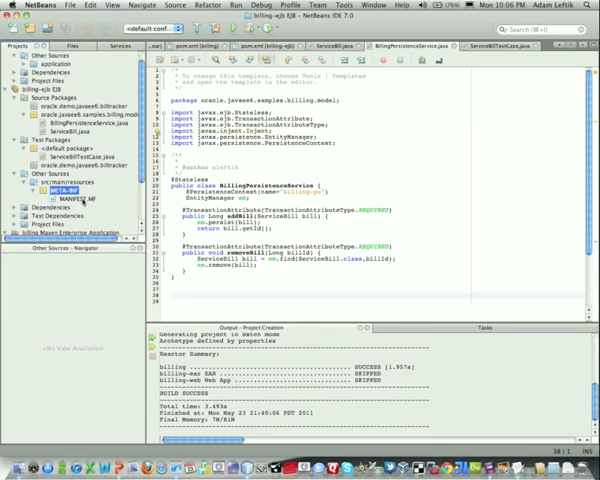 NetBeans File Edit View Navigate Source Refactor Run Debug Profile Team Tools Window Help Mon 10:06 PM Adam Leftik
billing-ejb EJB - NetBeans IDE 7.0
<default conf...
Search (⌘+I)
Projects Files Services
...ear] pom.xml [billing] pom.xml [billing-ejb] ServiceBill.java BillingPersistenceService.java ServiceBillTestCase.java
Other Sources
application
Dependencies
Project Files
billing-ejb EJB
Source Packages
oracle.demo.javaee6.billtracker
oracle.javaee6.samples.billing.model
BillingPersistenceService.java
ServiceBill.java
Test Packages
<default package>
ServiceBillTestCase.java
oracle.demo.javaee6.billtracker
Other Sources
src/main/resources
META-INF
MANIFEST.MF
Dependencies
Test Dependencies
Project Files
billing Maven Enterprise Application
Other Sources - Navigator
<No View Available>
/*
* To change this template, choose Tools | Templates
* and open the template in the editor.
*/
package oracle.javaee6.samples.billing.model;
import javax.ejb.Stateless;
import javax.ejb.TransactionAttribute;
import javax.ejb.TransactionAttributeType;
import javax.inject.Inject;
import javax.persistence.EntityManager;
import javax.persistence.PersistenceContext;
/**
*
* @author aleftik
*/
@Stateless
public class BillingPersistenceService {
@PersistenceContext(name="billing-pu")
EntityManager em;
@TransactionAttribute(TransactionAttributeType.REQUIRED)
public Long addBill(ServiceBill bill) {
em.persist(bill);
return bill.getId();
}
@TransactionAttribute(TransactionAttributeType.REQUIRED)
public void removeBill(Long billId) {
ServiceBill bill = em.find(ServiceBill.class,billId);
em.remove(bill);
}
}
Output - Project Creation Tasks
Generating project in Batch mode
Archetype defined by properties
Reactor Summary:
billing ................................... SUCCESS [1.957s]
billing-ear EAR ........................... SKIPPED
billing-web Web App ....................... SKIPPED
BUILD SUCCESS
Total time: 3.493s
Finished at: Mon May 23 21:40:06 PDT 2011
Final Memory: 7M/81M
38 | 1 INS